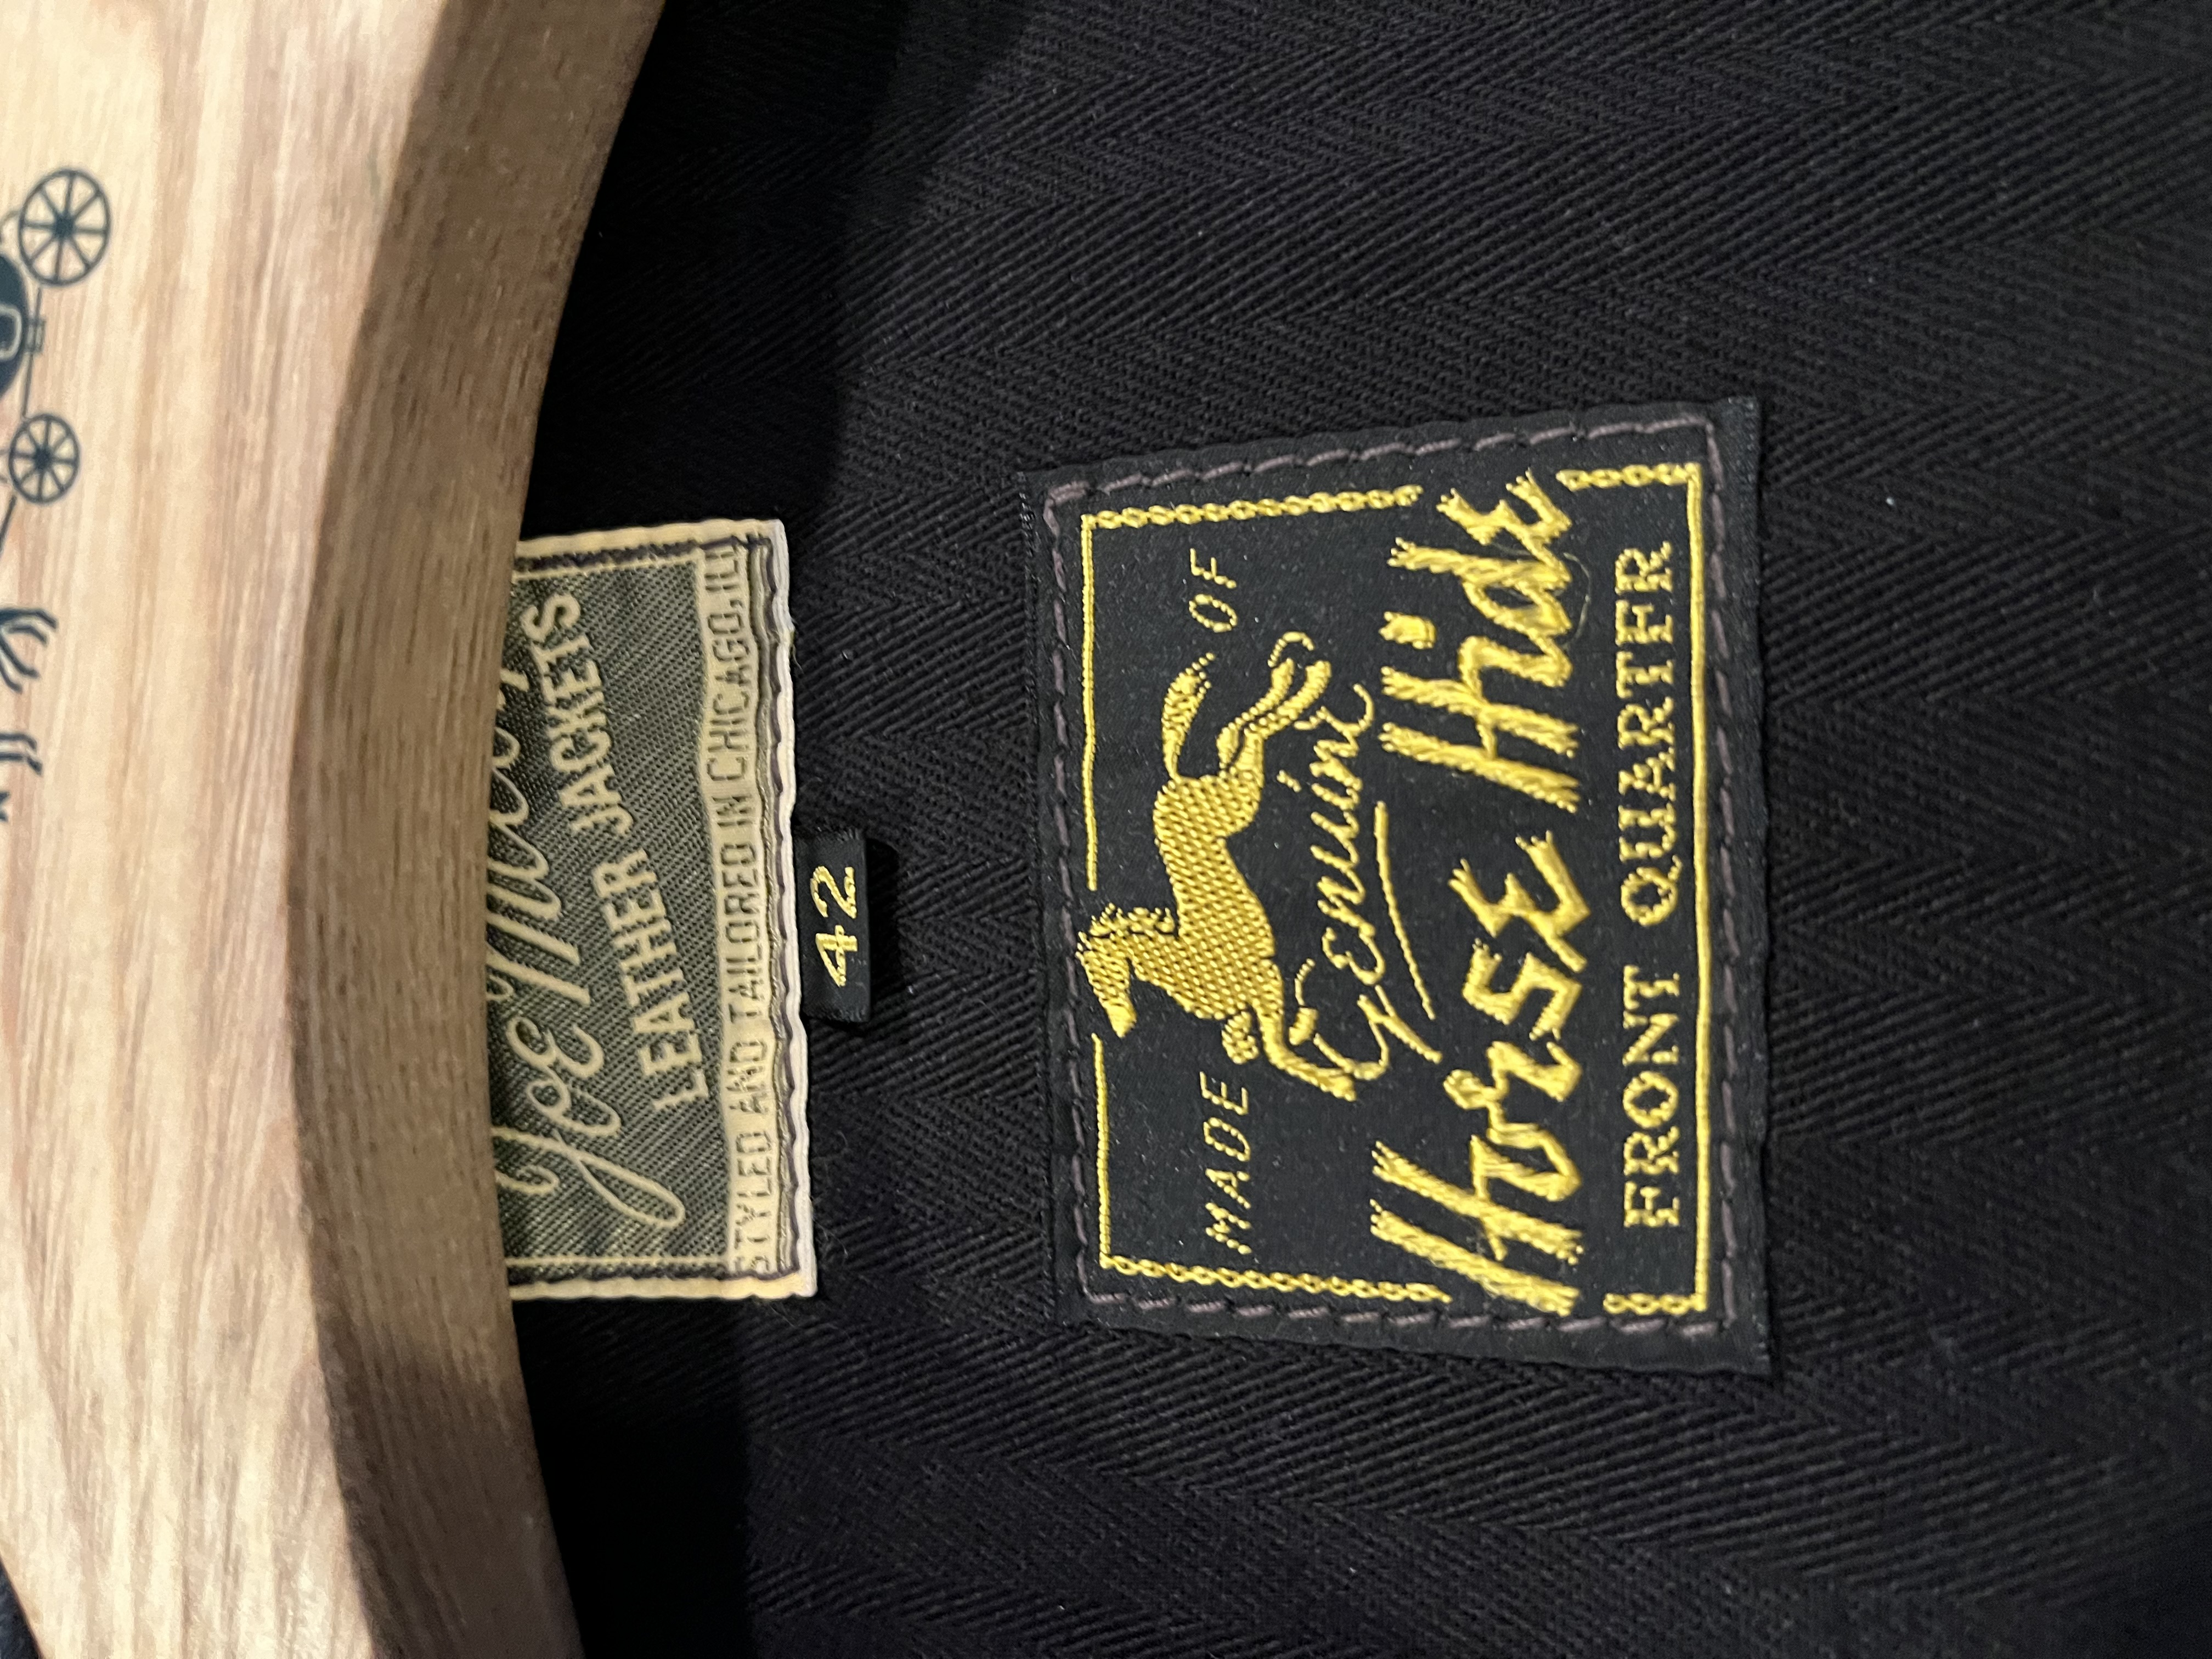 Joe McCoy
LEATHER JACKETS
STYLED AND TAILORED IN CHICAGO, ILL
42
MADE OF
Genuine
Horse Hide
FRONT QUARTER